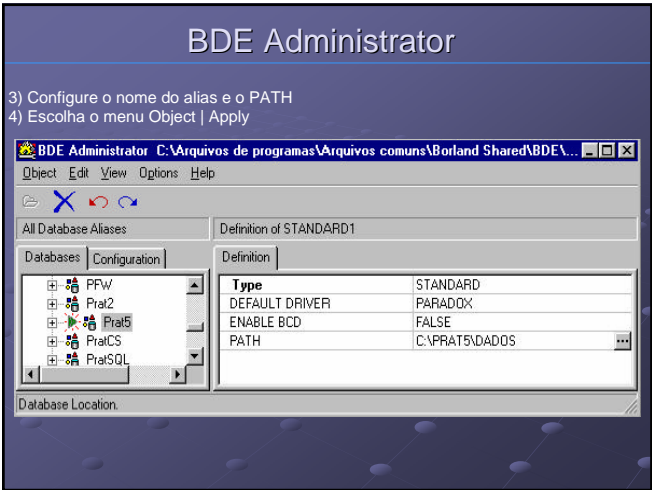 BDE Administrator
3) Configure o nome do alias e o PATH
4) Escolha o menu Object | Apply
BDE Administrator C:\Arquivos de programas\Arquivos comuns\Borland Shared\BDE\...
Object Edit View Options Help
All Database Aliases
Definition of STANDARD1
Databases
Configuration
Definition
PFW
Prat2
Prat5
PratCS
PratSQL
Type STANDARD
DEFAULT DRIVER PARADOX
ENABLE BCD FALSE
PATH C:\PRAT5\DADOS ...
Database Location.